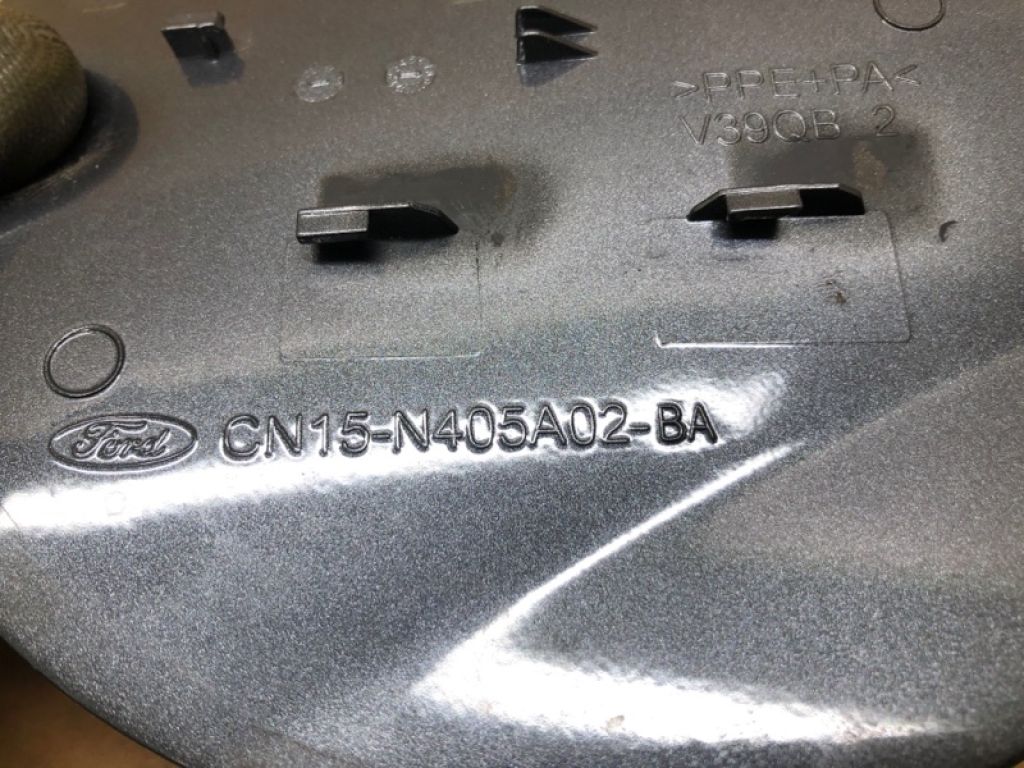 >PPE+PA<
V39QB 2
Ford CN15-N405A02-BA